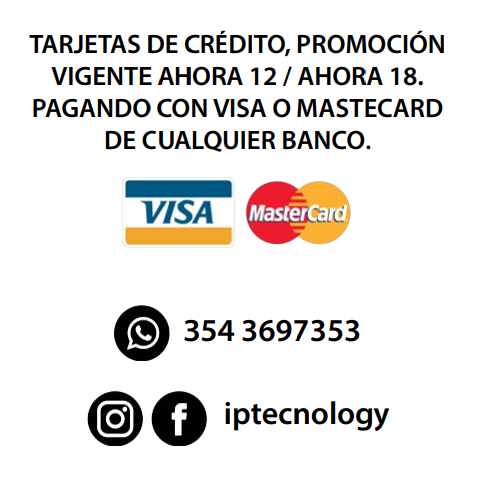 TARJETAS DE CRÉDITO, PROMOCIÓN
VIGENTE AHORA 12 / AHORA 18.
PAGANDO CON VISA O MASTECARD
DE CUALQUIER BANCO.
VISA MasterCard
354 3697353
iptecnology